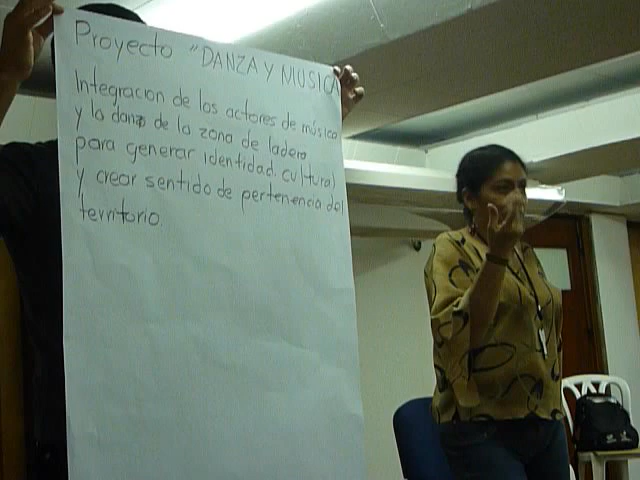 Proyecto "DANZA Y MUSICA
Integracion de los actores de música
y la danza de la zona de ladera
para generar identidad cultural
y crear sentido de pertenencia del
territorio.